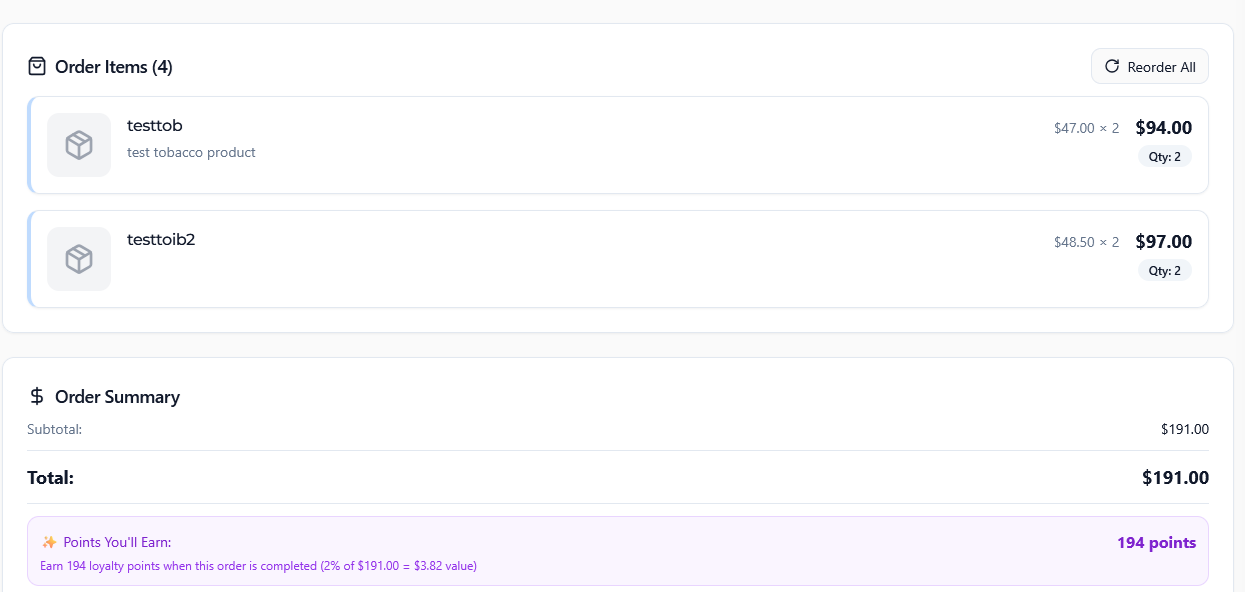 Order Items (4)
Reorder All
testtob
$47.00 × 2
$94.00
test tobacco product
Qty: 2
testtoib2
$48.50 × 2
$97.00
Qty: 2
Order Summary
Subtotal:
$191.00
Total:
$191.00
✨ Points You'll Earn:
194 points
Earn 194 loyalty points when this order is completed (2% of $191.00 = $3.82 value)